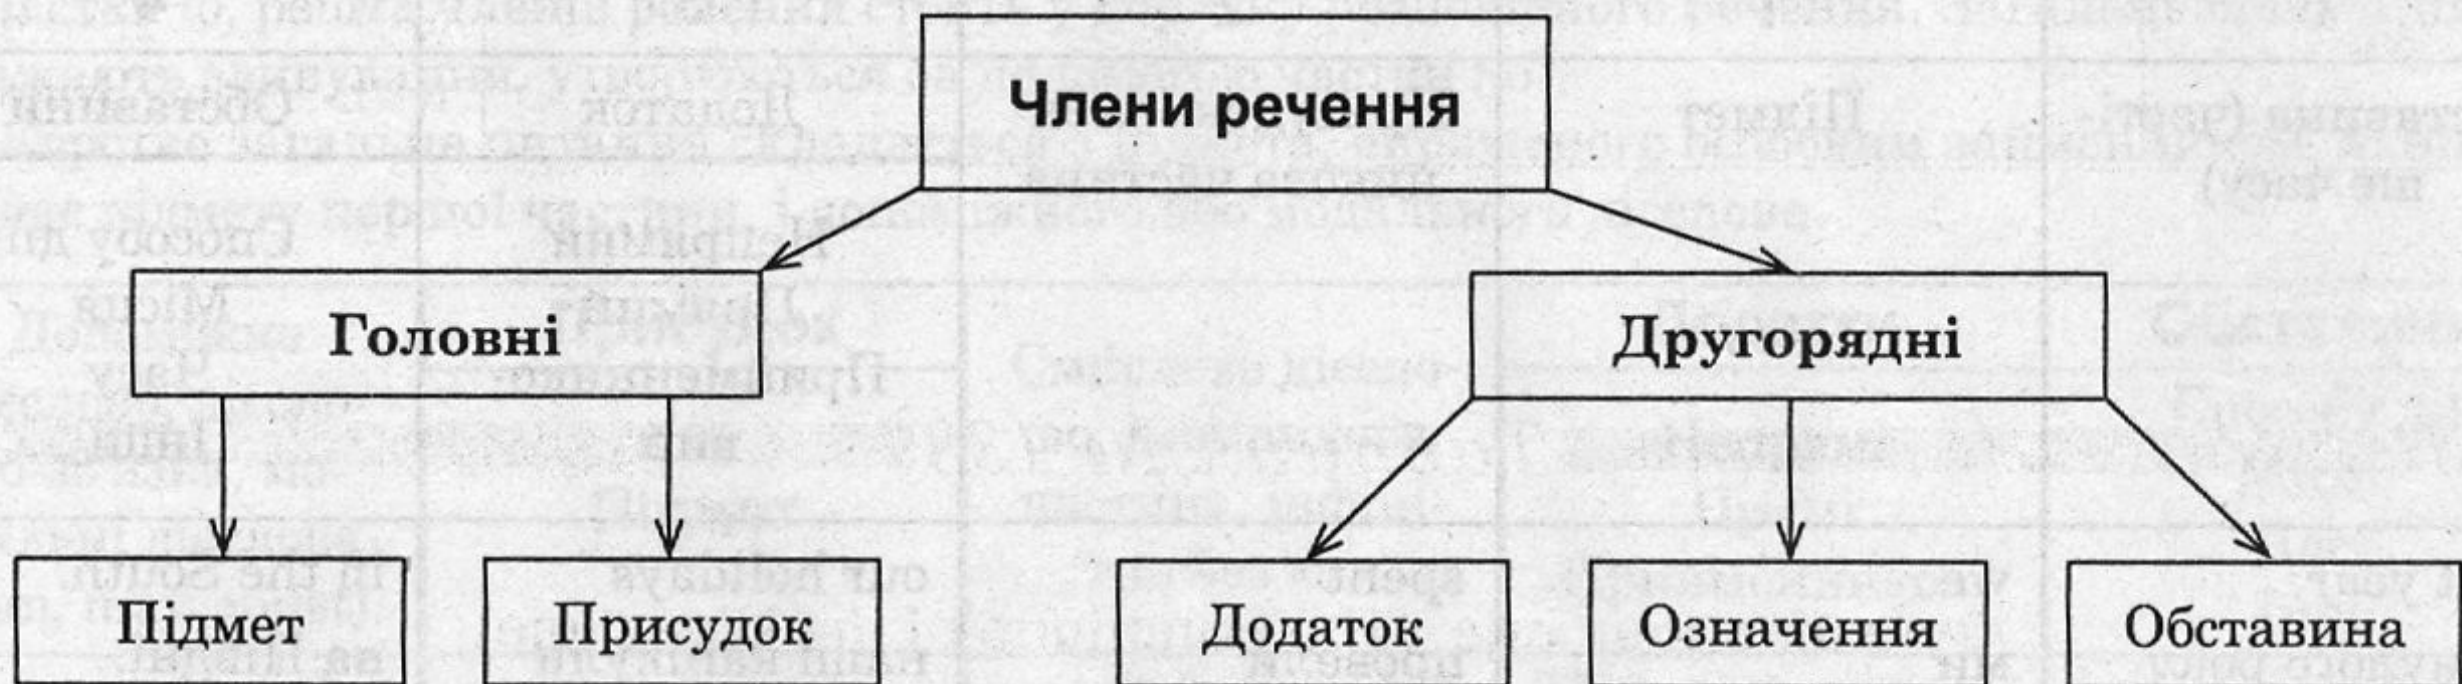 Члени речення
Головні
Другорядні
Підмет
Присудок
Додаток
Означення
Обставина